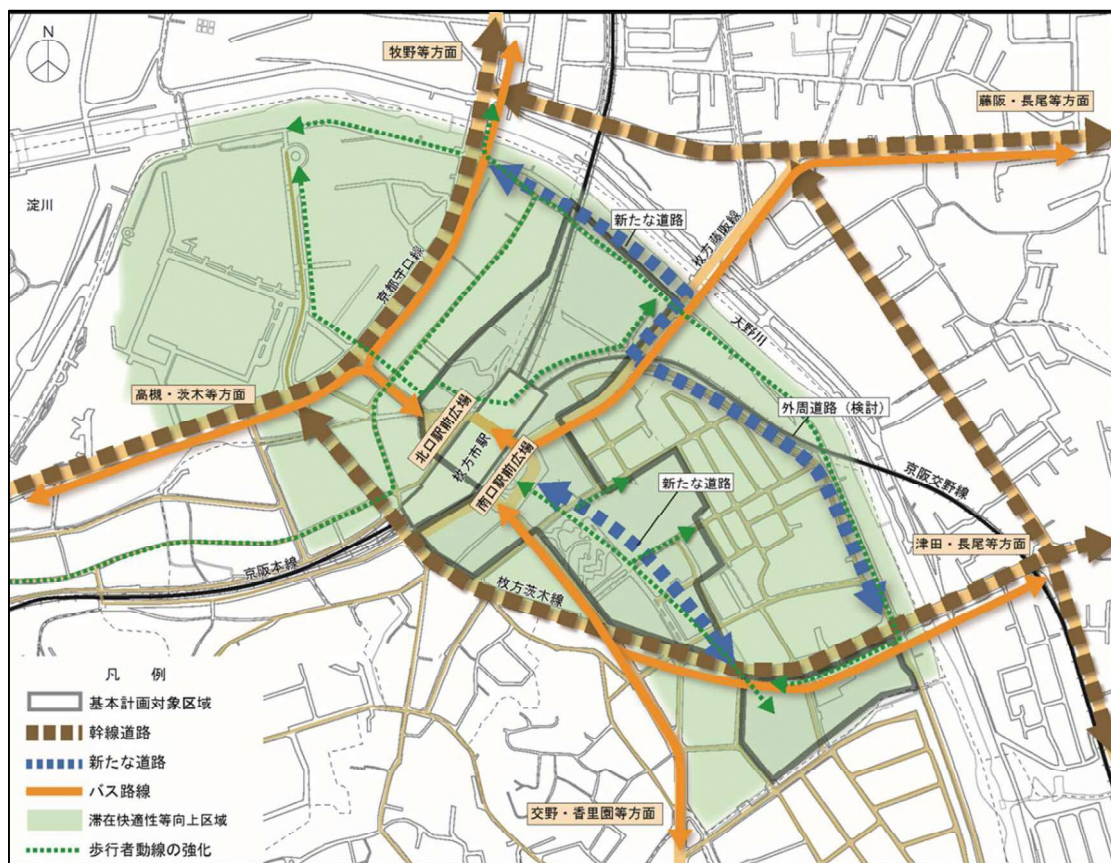 N
牧野等方面
藤阪・長尾等方面
淀川
新たな道路
枚方藤阪線
京都守口線
天野川
高槻・茨木等方面
北口駅前広場
枚方市駅
南口駅前広場
外周道路（検討）
京阪交野線
新たな道路
津田・長尾等方面
京阪本線
枚方茨木線
交野・香里園等方面
凡 例
基本計画対象区域
幹線道路
新たな道路
バス路線
滞在快適性等向上区域
歩行者動線の強化